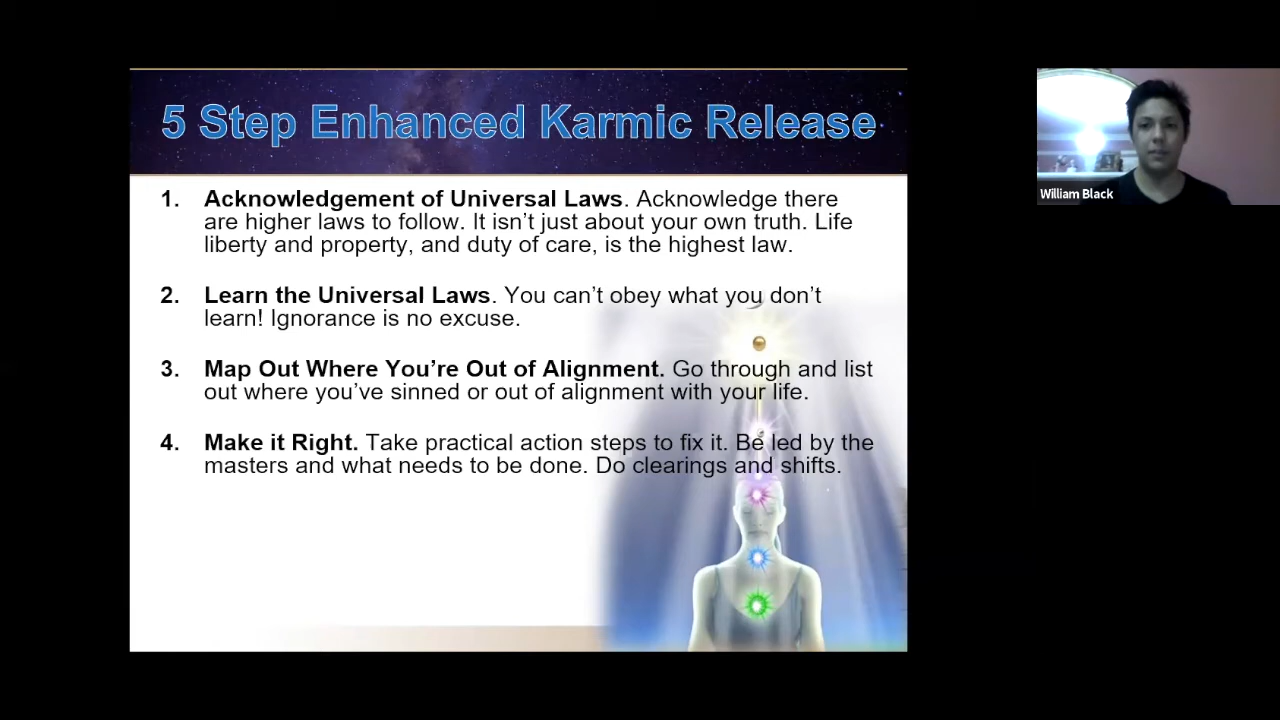 5 Step Enhanced Karmic Release
1. Acknowledgement of Universal Laws. Acknowledge there
are higher laws to follow. It isn't just about your own truth. Life
liberty and property, and duty of care, is the highest law.
2. Learn the Universal Laws. You can't obey what you don't
learn! Ignorance is no excuse.
3. Map Out Where You're Out of Alignment. Go through and list
out where you've sinned or out of alignment with your life.
4. Make it Right. Take practical action steps to fix it. Be led by the
masters and what needs to be done. Do clearings and shifts.
William Black